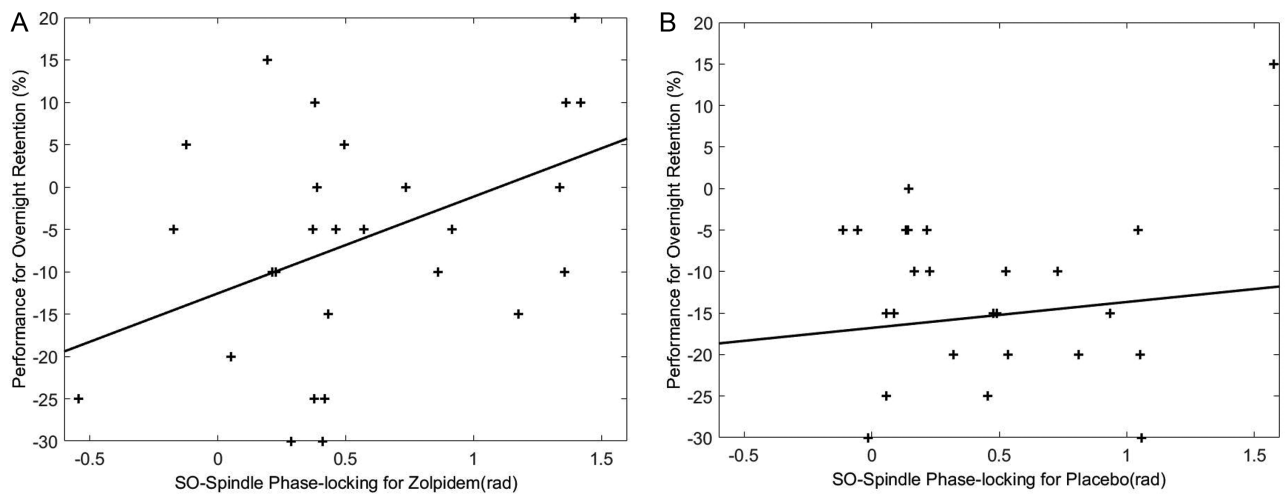 A
Performance for Overnight Retention (%)
20
15
10
5
0
-5
-10
-15
-20
-25
-30
-0.5 0 0.5 1 1.5
SO-Spindle Phase-locking for Zolpidem(rad)
B
Performance for Overnight Retention (%)
20
15
10
5
0
-5
-10
-15
-20
-25
-30
-0.5 0 0.5 1 1.5
SO-Spindle Phase-locking for Placebo(rad)